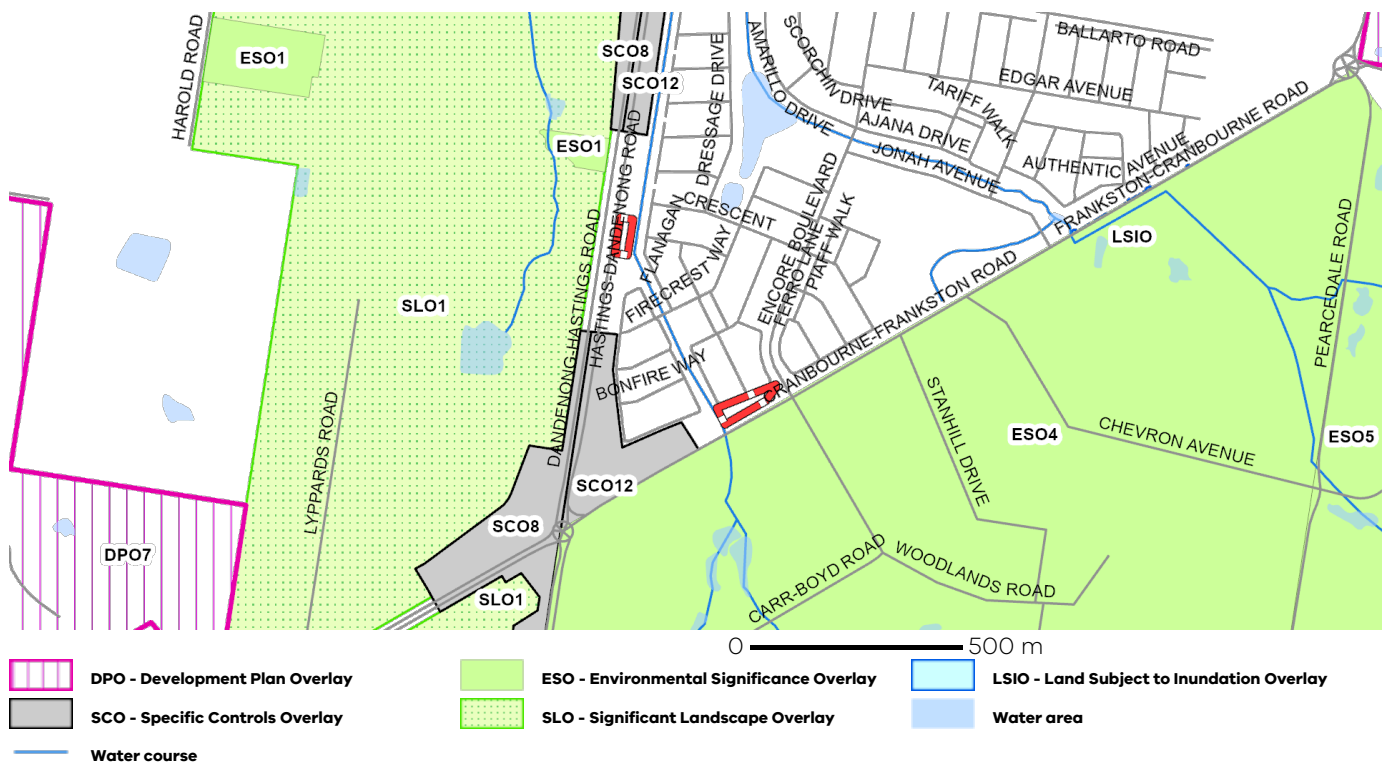 HAROLD ROAD
ESO1
SCO8
SCO12
DRESSAGE DRIVE
AMARILLO DRIVE
SCORCHIN DRIVE
BALLARTO ROAD
EDGAR AVENUE
TARIFF WALK
AJANA DRIVE
JONAH AVENUE
AUTHENTIC AVENUE
FRANKSTON-CRANBOURNE ROAD
ESO1
HASTINGS-DANDENONG ROAD
DANDENONG-HASTINGS ROAD
FLANAGAN
CRESCENT
FIRECREST WAY
ENCORE BOULEVARD
FERRO LANE
PIAFF WALK
LSIO
PEARCEDALE ROAD
SLO1
BONFIRE WAY
CRANBOURNE-FRANKSTON ROAD
STANHILL DRIVE
ESO4
CHEVRON AVENUE
ESO5
LYPPARDS ROAD
SCO12
SCO8
DPO7
SLO1
CARR-BOYD ROAD
WOODLANDS ROAD
0 500 m
DPO - Development Plan Overlay
ESO - Environmental Significance Overlay
LSIO - Land Subject to Inundation Overlay
SCO - Specific Controls Overlay
SLO - Significant Landscape Overlay
Water area
Water course